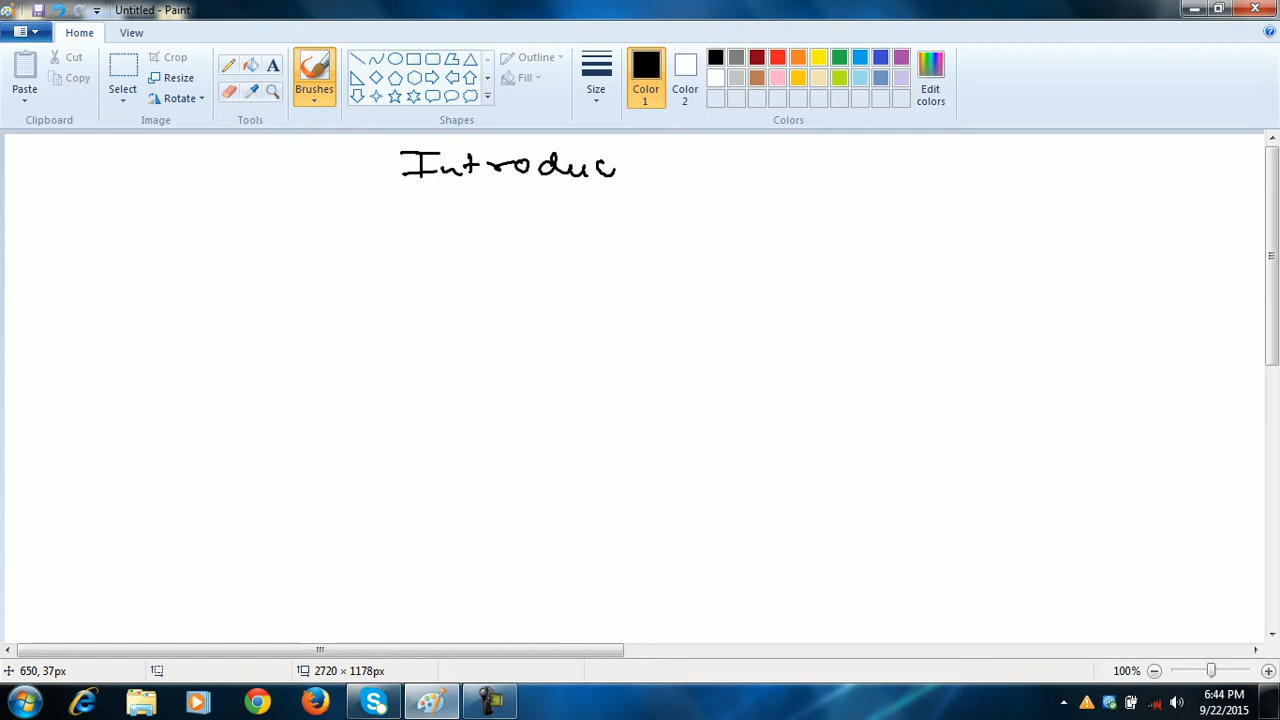 Untitled - Paint
Home
View
Paste
Cut
Copy
Clipboard
Select
Crop
Resize
Rotate
Image
Tools
Brushes
Outline
Fill
Shapes
Size
Color
1
Color
2
Edit
colors
Colors
Introduc
650, 37px
2720 × 1178px
100%
6:44 PM
9/22/2015